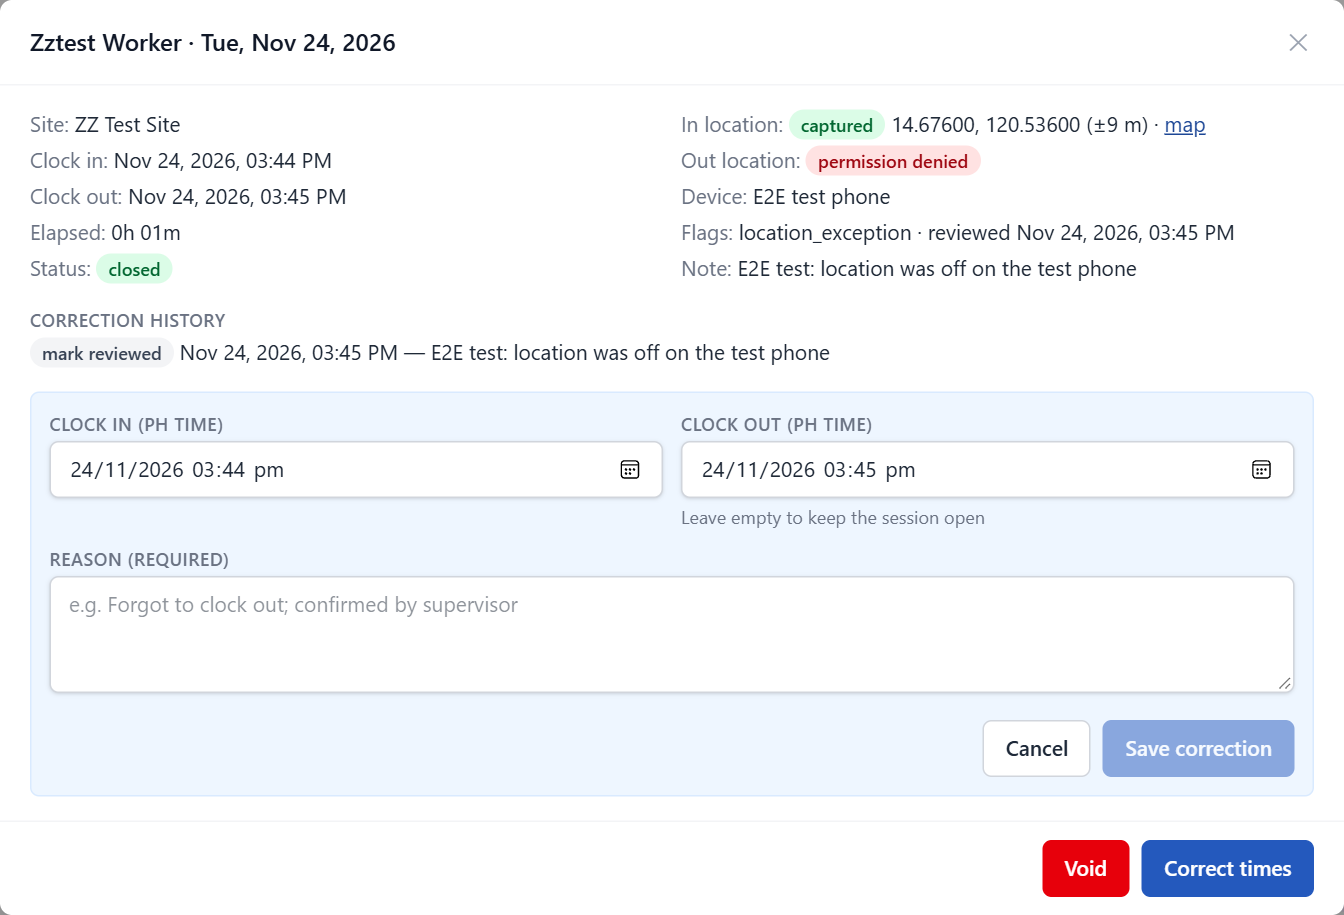 Zztest Worker · Tue, Nov 24, 2026
Site: ZZ Test Site
Clock in: Nov 24, 2026, 03:44 PM
Clock out: Nov 24, 2026, 03:45 PM
Elapsed: 0h 01m
Status: closed
In location: captured 14.67600, 120.53600 (±9 m) · map
Out location: permission denied
Device: E2E test phone
Flags: location_exception · reviewed Nov 24, 2026, 03:45 PM
Note: E2E test: location was off on the test phone
CORRECTION HISTORY
mark reviewed Nov 24, 2026, 03:45 PM — E2E test: location was off on the test phone
CLOCK IN (PH TIME)
24/11/2026 03:44 pm
CLOCK OUT (PH TIME)
24/11/2026 03:45 pm
Leave empty to keep the session open
REASON (REQUIRED)
e.g. Forgot to clock out; confirmed by supervisor
Cancel
Save correction
Void
Correct times